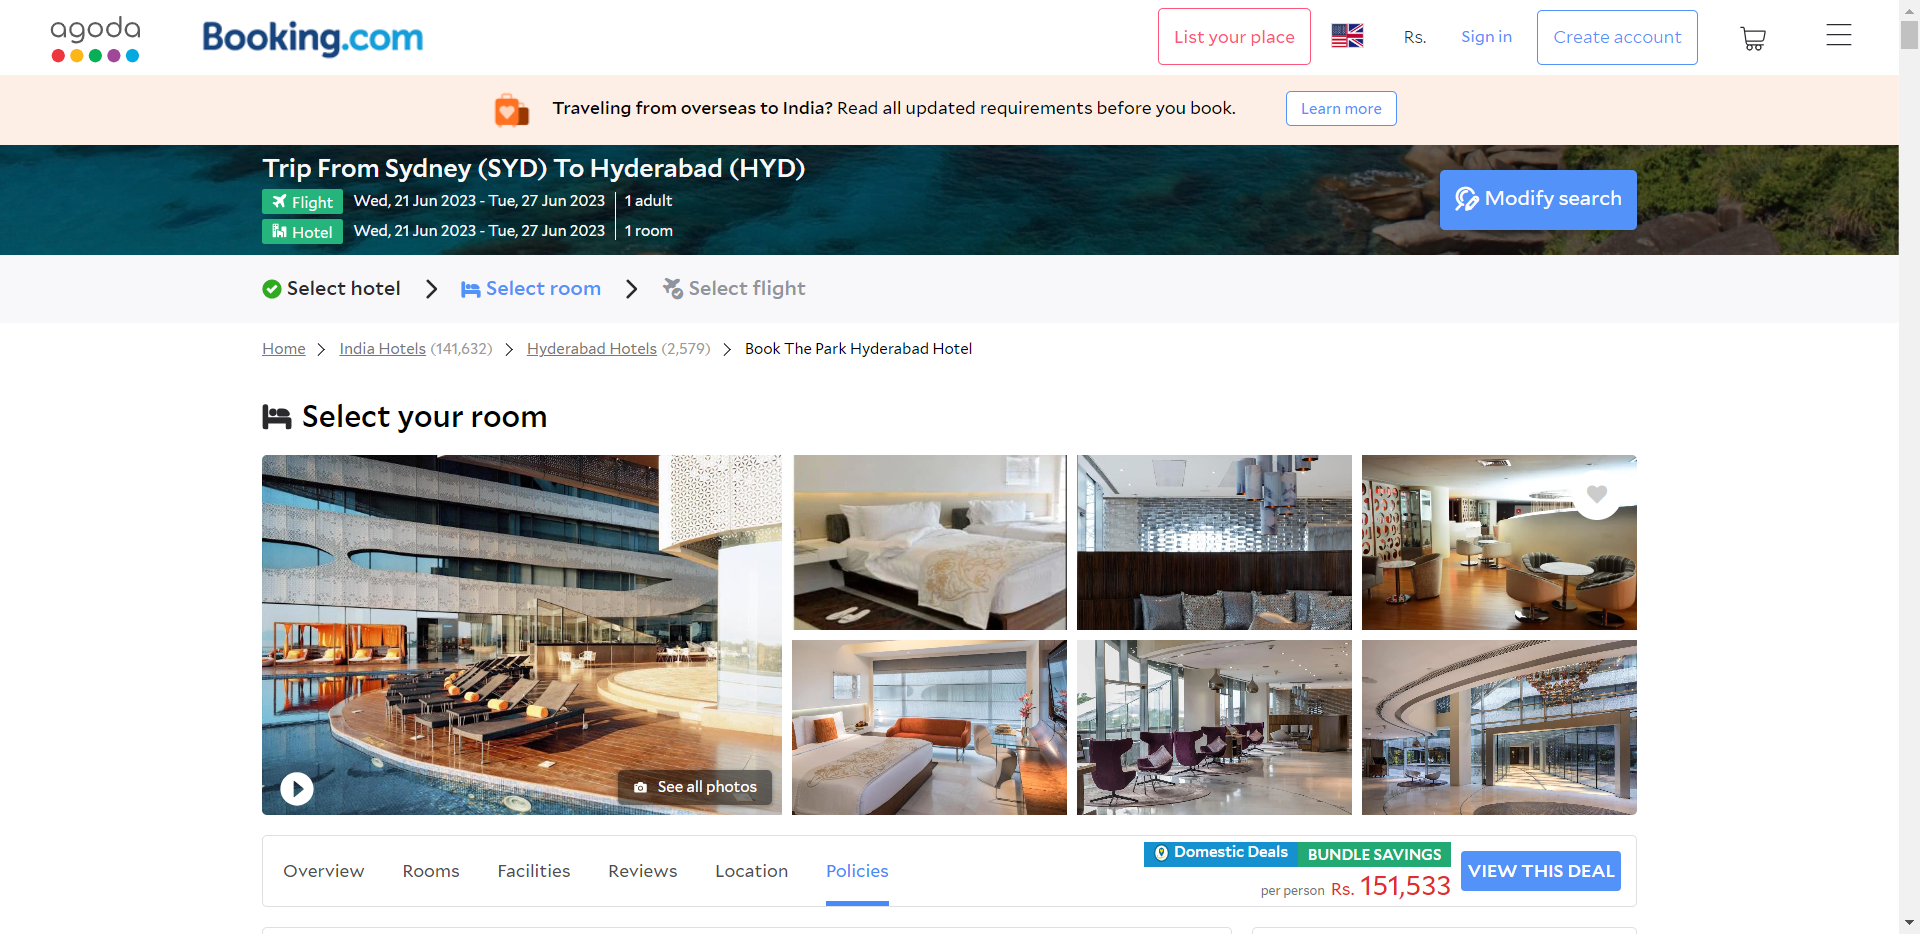 agoda
Booking.com
List your place
Rs.
Sign in
Create account
Traveling from overseas to India? Read all updated requirements before you book.
Learn more
Trip From Sydney (SYD) To Hyderabad (HYD)
Flight Wed, 21 Jun 2023 - Tue, 27 Jun 2023 1 adult
Hotel Wed, 21 Jun 2023 - Tue, 27 Jun 2023 1 room
Modify search
Select hotel
Select room
Select flight
Home
India Hotels (141,632)
Hyderabad Hotels (2,579)
Book The Park Hyderabad Hotel
Select your room
See all photos
Overview
Rooms
Facilities
Reviews
Location
Policies
Domestic Deals
BUNDLE SAVINGS
per person Rs. 151,533
VIEW THIS DEAL